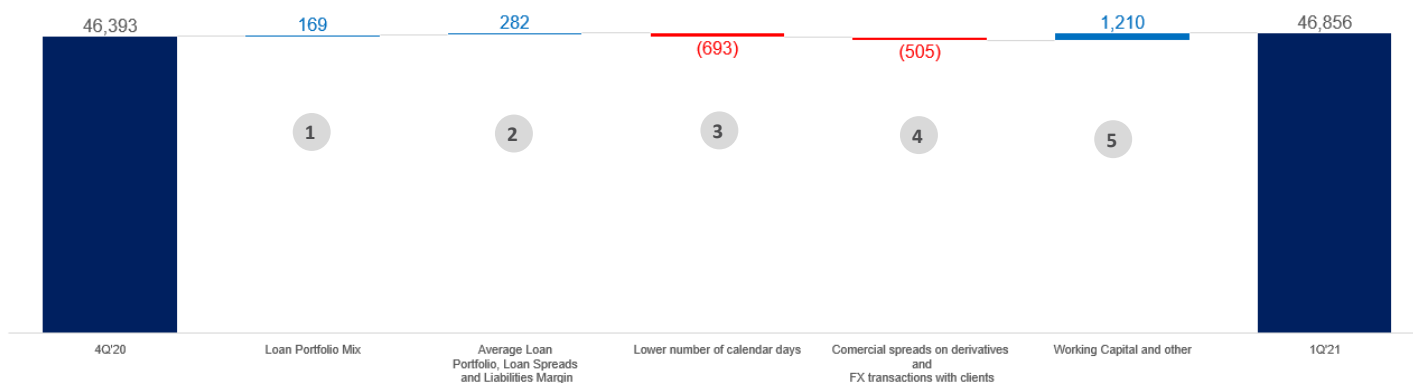 46,393
169
282
(693)
(505)
1,210
46,856
1
2
3
4
5
4Q'20
Loan Portfolio Mix
Average Loan
Portfolio, Loan Spreads
and Liabilities Margin
Lower number of calendar days
Comercial spreads on derivatives
and
FX transactions with clients
Working Capital and other
1Q'21